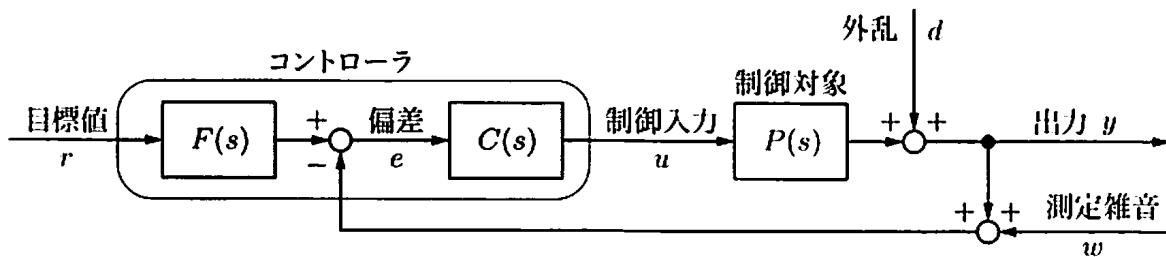 外乱 d
コントローラ
制御対象
目標値
r
F(s)
+
−
偏差
e
C(s)
制御入力
u
P(s)
+ +
出力 y
+ +
測定雑音
w